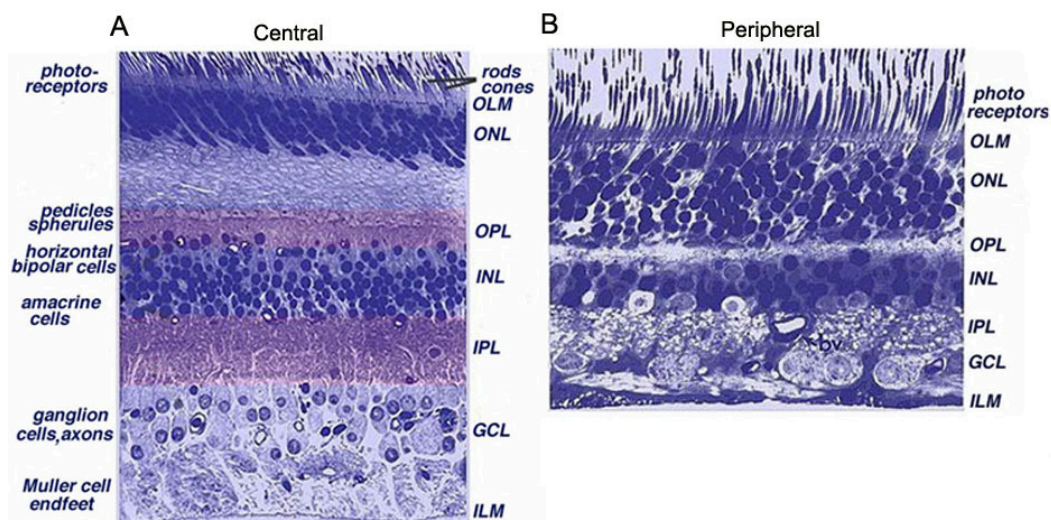 A
Central
photo-
receptors
rods
cones
OLM
ONL
pedicles
spherules
OPL
horizontal
bipolar cells
INL
amacrine
cells
IPL
ganglion
cells,axons
GCL
Muller cell
endfeet
ILM
B
Peripheral
photo
receptors
OLM
ONL
OPL
INL
IPL
bv
GCL
ILM